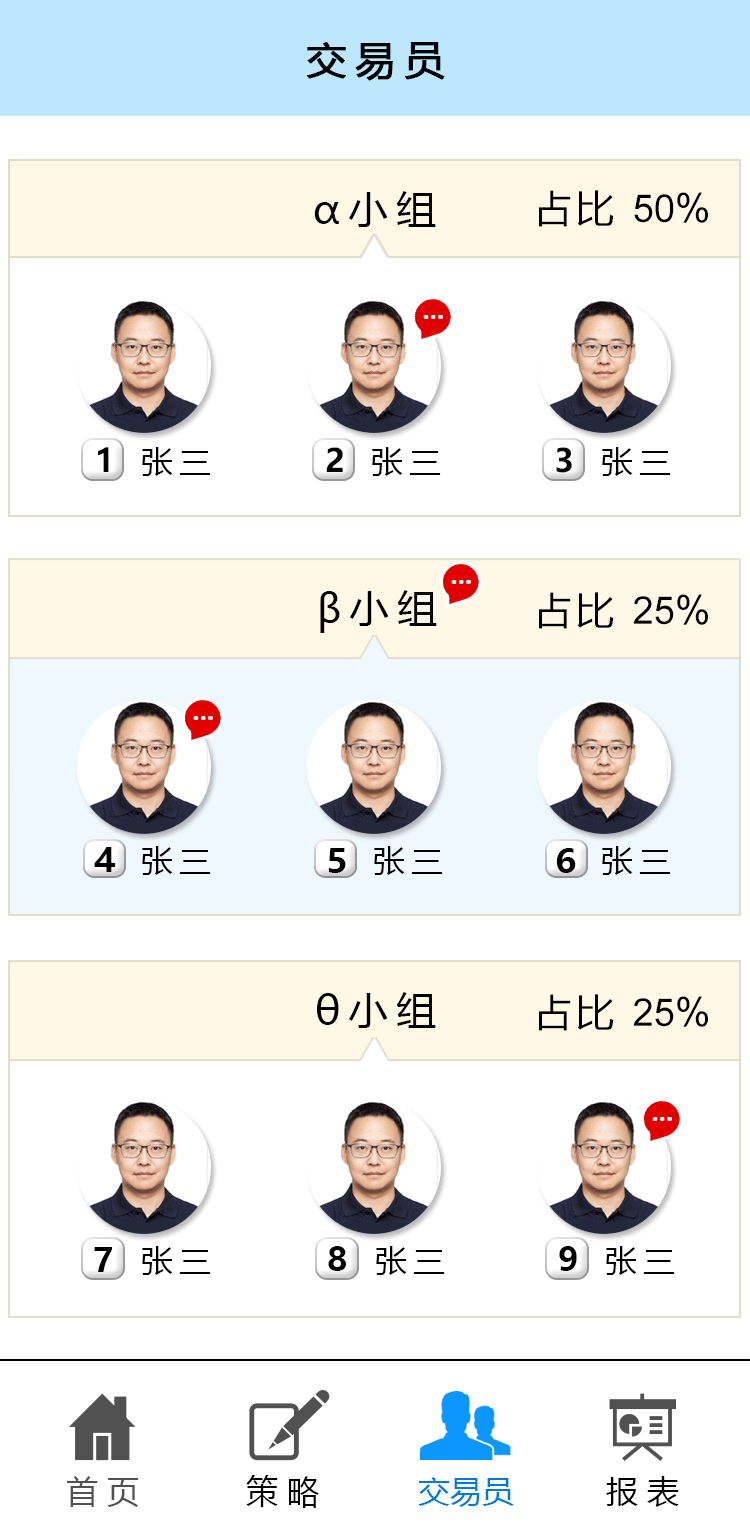 交易员
α小组 占比 50%
1 张三 2 张三 3 张三
β小组 占比 25%
4 张三 5 张三 6 张三
θ小组 占比 25%
7 张三 8 张三 9 张三
首页 策略 交易员 报表